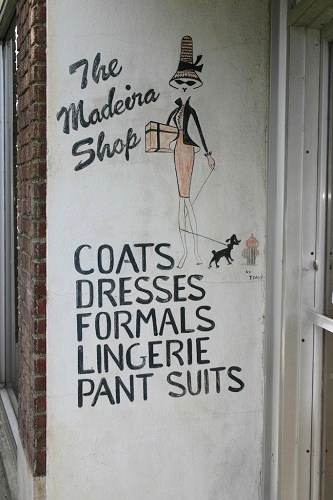 The
Madeira
Shop
COATS
DRESSES
FORMALS
LINGERIE
PANT SUITS